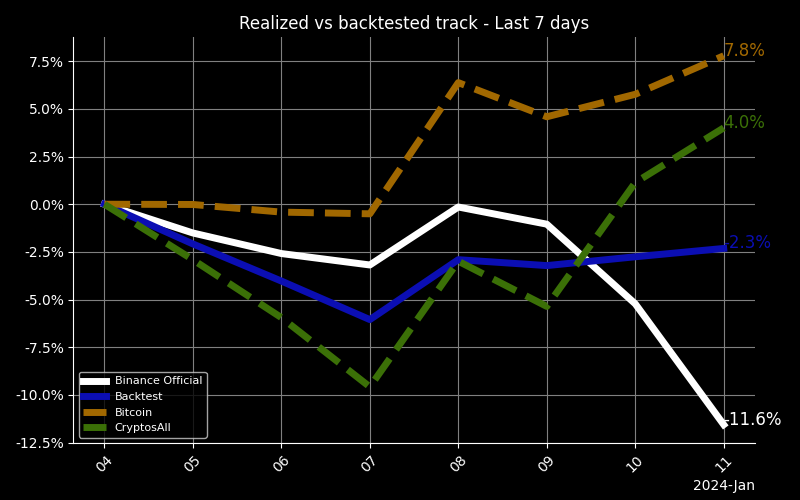 Realized vs backtested track - Last 7 days
7.5%
5.0%
2.5%
0.0%
-2.5%
-5.0%
-7.5%
-10.0%
-12.5%
7.8%
4.0%
-2.3%
-11.6%
Binance Official
Backtest
Bitcoin
CryptosAll
04 05 06 07 08 09 10 11
2024-Jan